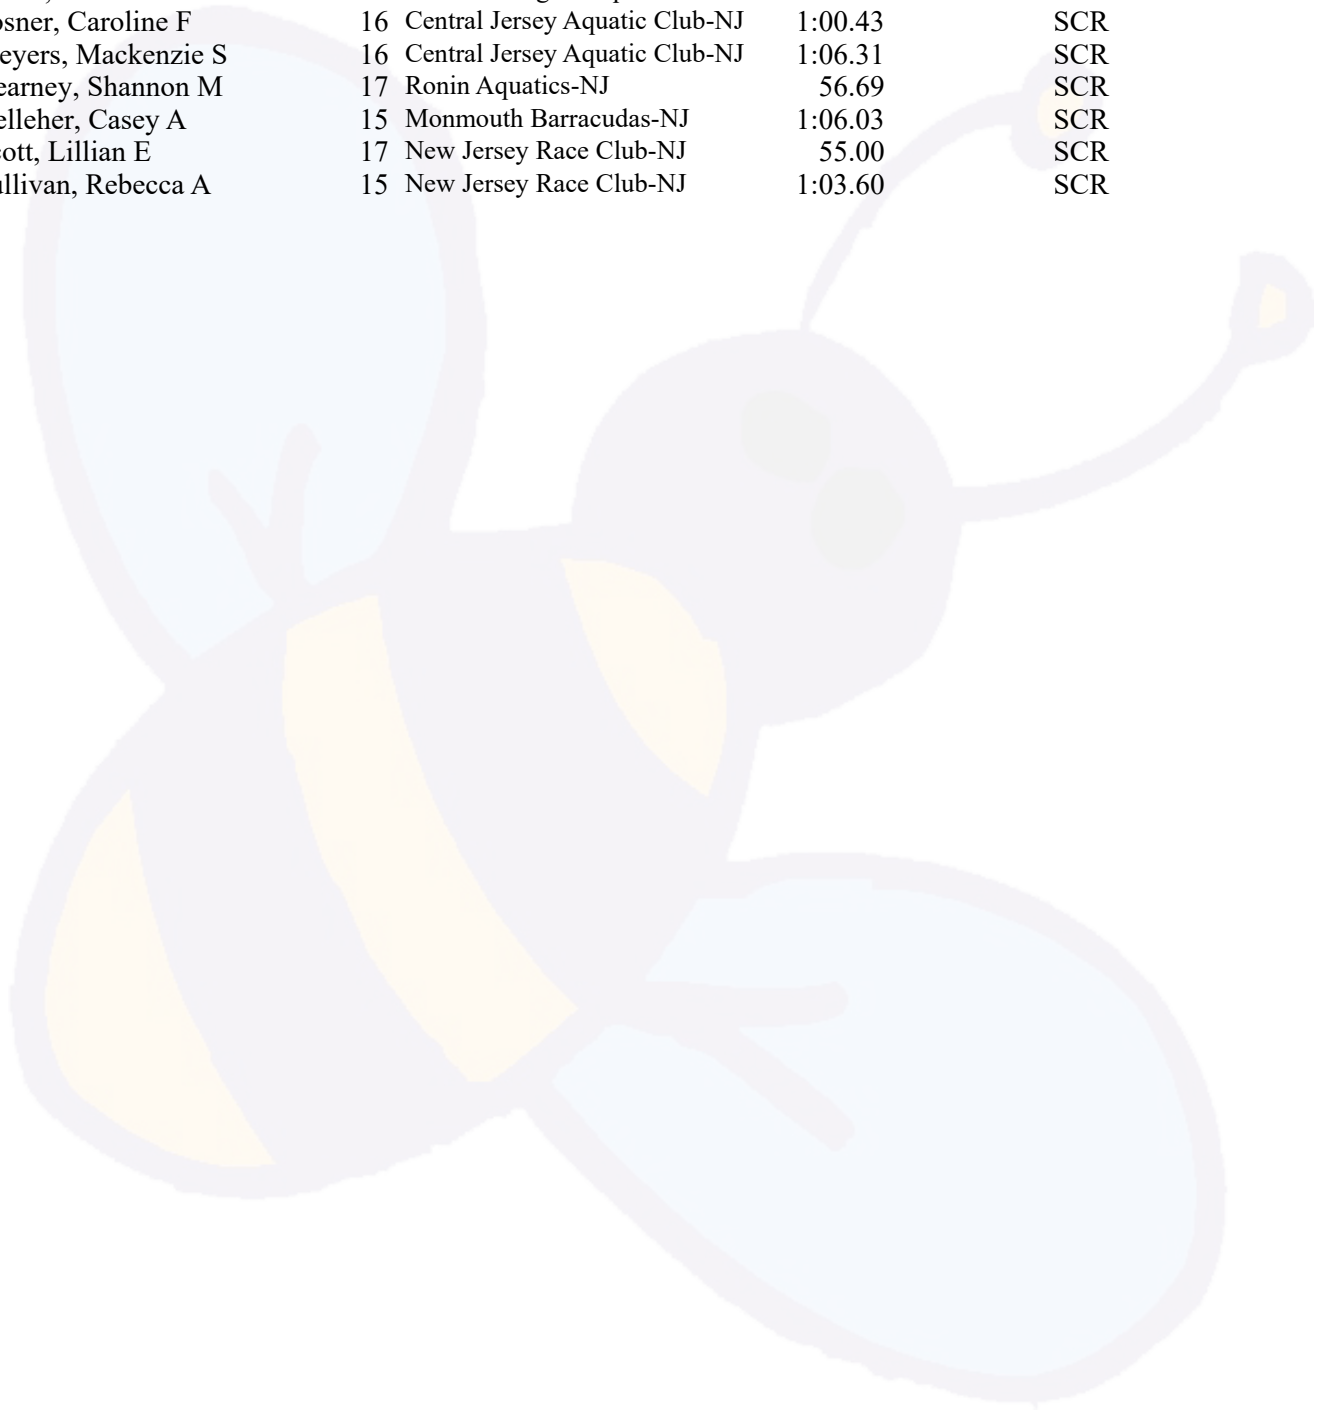 osner, Caroline F 16 Central Jersey Aquatic Club-NJ 1:00.43 SCR
eyers, Mackenzie S 16 Central Jersey Aquatic Club-NJ 1:06.31 SCR
earney, Shannon M 17 Ronin Aquatics-NJ 56.69 SCR
elleher, Casey A 15 Monmouth Barracudas-NJ 1:06.03 SCR
ott, Lillian E 17 New Jersey Race Club-NJ 55.00 SCR
ullivan, Rebecca A 15 New Jersey Race Club-NJ 1:03.60 SCR